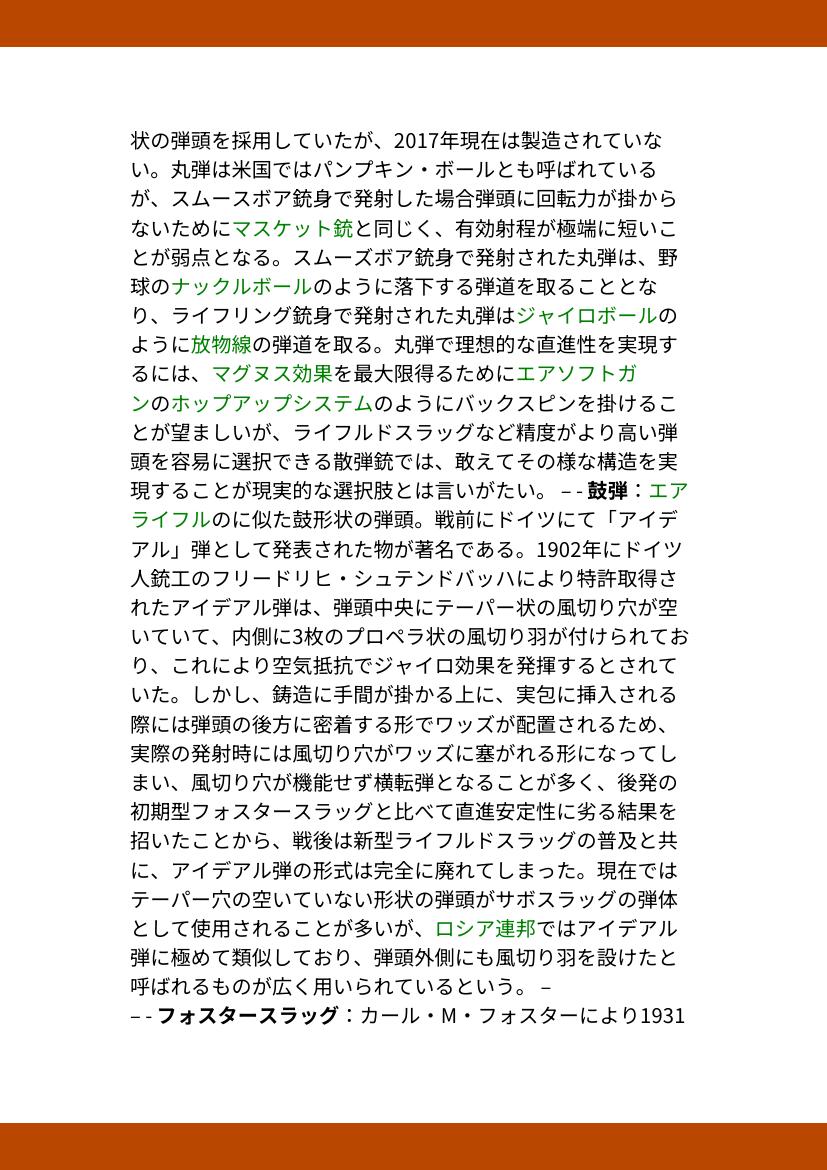 状の弾頭を採用していたが、2017年現在は製造されていな
い。丸弾は米国ではパンプキン・ボールとも呼ばれている
が、スムースボア銃身で発射した場合弾頭に回転力が掛から
ないためにマスケット銃と同じく、有効射程が極端に短いこ
とが弱点となる。スムーズボア銃身で発射された丸弾は、野
球のナックルボールのように落下する弾道を取ることとな
り、ライフリング銃身で発射された丸弾はジャイロボールの
ように放物線の弾道を取る。丸弾で理想的な直進性を実現す
るには、マグヌス効果を最大限得るためにエアソフトガ
ンのホップアップシステムのようにバックスピンを掛けるこ
とが望ましいが、ライフルドスラッグなど精度がより高い弾
頭を容易に選択できる散弾銃では、敢えてその様な構造を実
現することが現実的な選択肢とは言いがたい。 – - 鼓弾：エア
ライフルのに似た鼓形状の弾頭。戦前にドイツにて「アイデ
アル」弾として発表された物が著名である。1902年にドイツ
人銃工のフリードリヒ・シュテンドバッハにより特許取得さ
れたアイデアル弾は、弾頭中央にテーパー状の風切り穴が空
いていて、内側に3枚のプロペラ状の風切り羽が付けられてお
り、これにより空気抵抗でジャイロ効果を発揮するとされて
いた。しかし、鋳造に手間が掛かる上に、実包に挿入される
際には弾頭の後方に密着する形でワッズが配置されるため、
実際の発射時には風切り穴がワッズに塞がれる形になってし
まい、風切り穴が機能せず横転弾となることが多く、後発の
初期型フォスタースラッグと比べて直進安定性に劣る結果を
招いたことから、戦後は新型ライフルドスラッグの普及と共
に、アイデアル弾の形式は完全に廃れてしまった。現在では
テーパー穴の空いていない形状の弾頭がサボスラッグの弾体
として使用されることが多いが、ロシア連邦ではアイデアル
弾に極めて類似しており、弾頭外側にも風切り羽を設けたと
呼ばれるものが広く用いられているという。 –
– - フォスタースラッグ：カール・M・フォスターにより1931